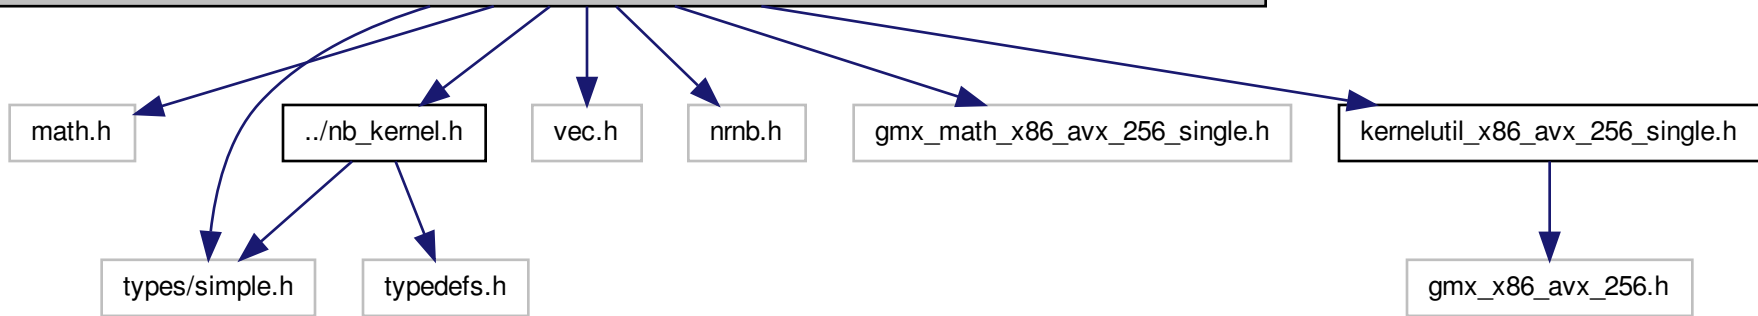 math.h
../nb_kernel.h
vec.h
nrnb.h
gmx_math_x86_avx_256_single.h
kernelutil_x86_avx_256_single.h
types/simple.h
typedefs.h
gmx_x86_avx_256.h